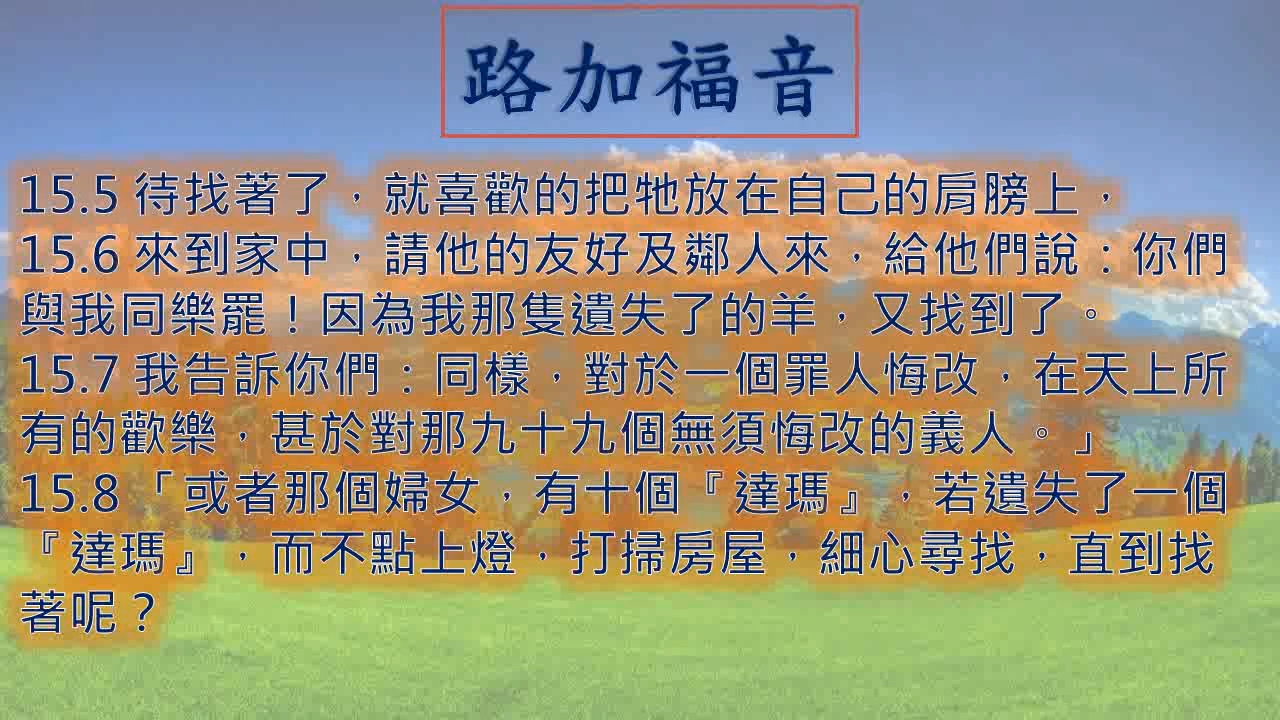 路加福音
15.5 待找著了，就喜歡的把牠放在自己的肩膀上，
15.6 來到家中，請他的友好及鄰人來，給他們說：你們
與我同樂罷！因為我那隻遺失了的羊，又找到了。
15.7 我告訴你們：同樣，對於一個罪人悔改，在天上所
有的歡樂，甚於對那九十九個無須悔改的義人。」
15.8 「或者那個婦女，有十個『達瑪』，若遺失了一個
『達瑪』，而不點上燈，打掃房屋，細心尋找，直到找
著呢？